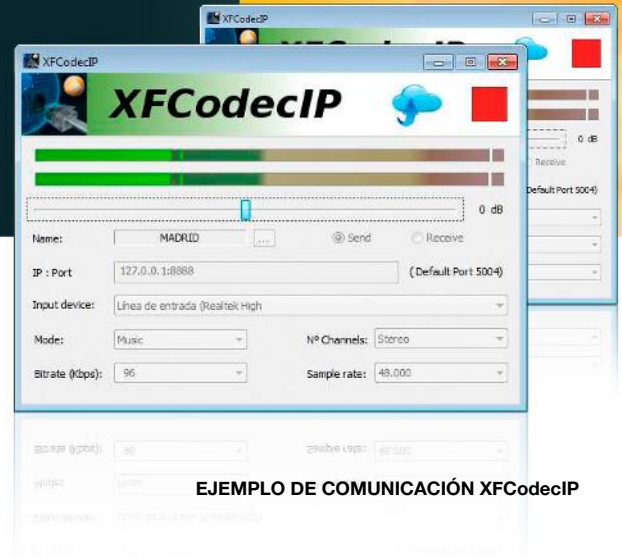 XFCodecIP
XFCodecIP
XFCodecIP
0 dB
Receive
Default Port 5004)
0 dB
Name: MADRID ... Send Receive
IP : Port 127.0.0.1:8888 (Default Port 5004)
Input device: Línea de entrada (Realtek High
Mode: Music Nº Channels: Stereo
Bitrate (Kbps): 96 Sample rate: 48.000
EJEMPLO DE COMUNICACIÓN XFCodecIP